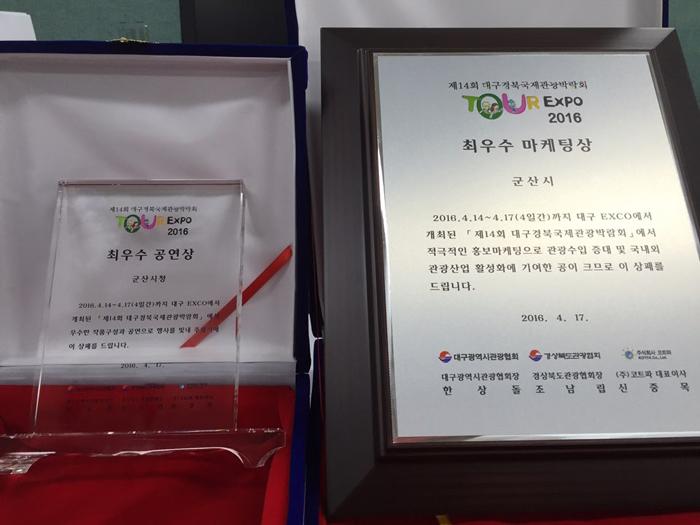 제14회 대구경북국제관광박람회
TOUR EXPO
2016
최우수 공연상
군산시청
2016.4.14~4.17(4일간)까지 대구 EXCO에서
개최된 「제14회 대구경북국제관광박람회」에서
우수한 작품구성과 공연으로 행사를 빛내
이 상패를 드립니다.
2016. 4. 17.
제14회 대구경북국제관광박람회
TOUR EXPO
2016
최우수 마케팅상
군산시
2016.4.14~4.17(4일간)까지 대구 EXCO에서
개최된 「제14회 대구경북국제관광박람회」에서
적극적인 홍보마케팅으로 관광수입 증대 및 국내외
관광산업 활성화에 기여한 공이 크므로 이 상패를
드립니다.
2016. 4. 17.
대구광역시관광협회 경상북도관광협회 주식회사 코트파
KOTFA Co., Ltd.
대구광역시관광협회장 경상북도관광협회장 (주)코트파 대표이사
한상돌 조남립 신중목